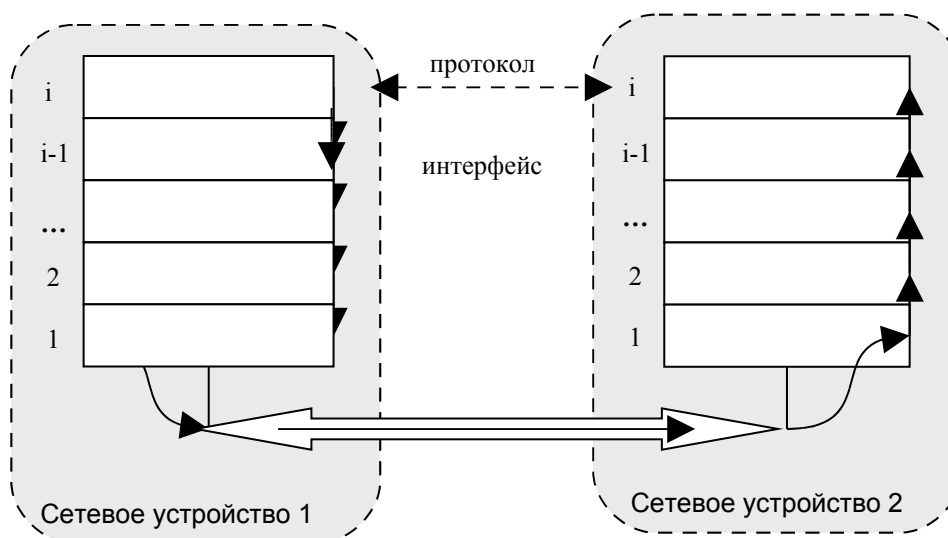 протокол
интерфейс
i
i-1
...
2
1
Сетевое устройство 1
i
i-1
...
2
1
Сетевое устройство 2